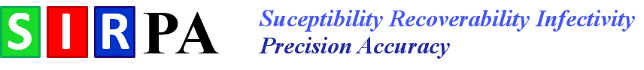 SIRPA
Suceptibility Recoverability Infectivity
Precision Accuracy